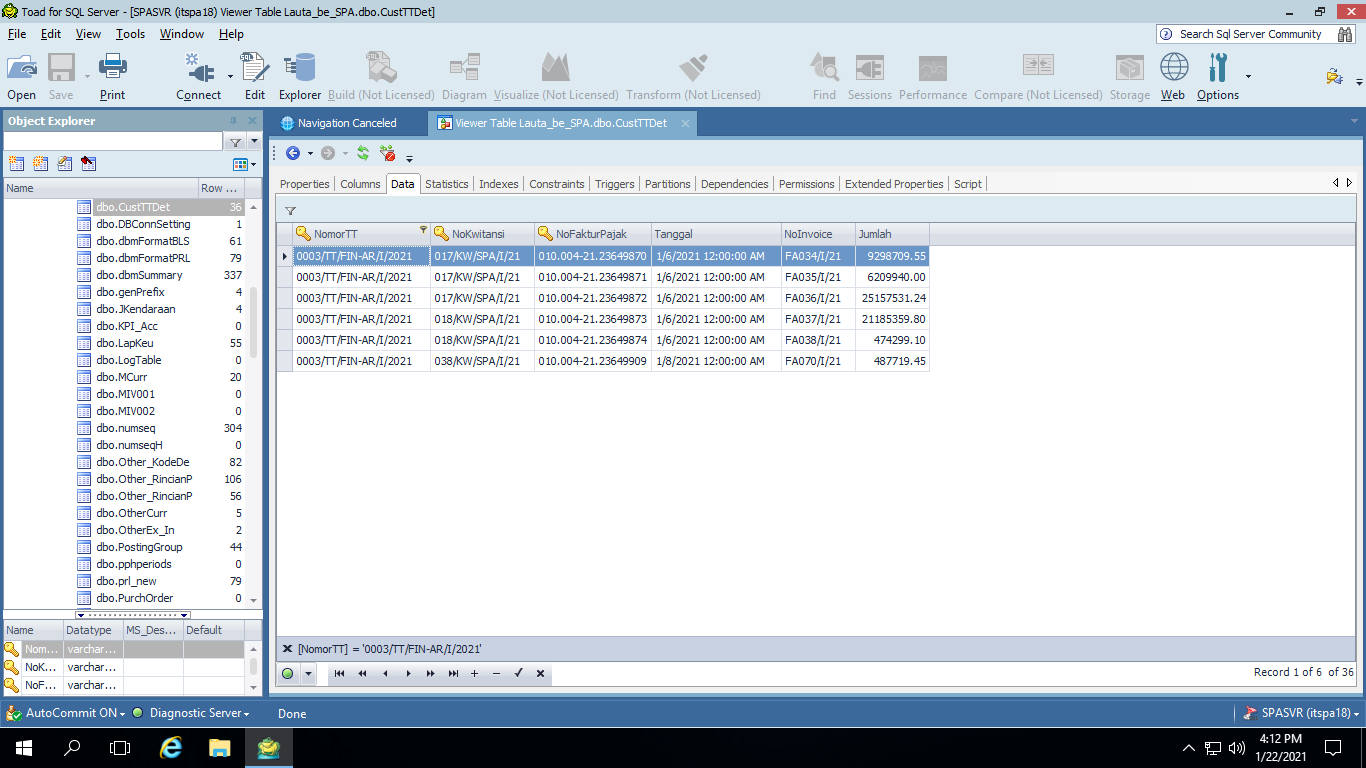 Toad for SQL Server - [SPASVR (itspa18) Viewer Table Lauta_be_SPA.dbo.CustTTDet]
File Edit View Tools Window Help
Search Sql Server Community
Open Save Print Connect Edit Explorer Build (Not Licensed) Diagram Visualize (Not Licensed) Transform (Not Licensed) Find Sessions Performance Compare (Not Licensed) Storage Web Options
Object Explorer
Navigation Canceled
Viewer Table Lauta_be_SPA.dbo.CustTTDet
Properties Columns Data Statistics Indexes Constraints Triggers Partitions Dependencies Permissions Extended Properties Script
Name Row ...
dbo.CustTTDet 36
dbo.DBConnSetting 1
dbo.dbmFormatBLS 61
dbo.dbmFormatPRL 79
dbo.dbmSummary 337
dbo.genPrefix 4
dbo.JKendaraan 4
dbo.KPI_Acc 0
dbo.LapKeu 55
dbo.LogTable 0
dbo.MCurr 20
dbo.MIV001 0
dbo.MIV002 0
dbo.numseq 304
dbo.numseqH 0
dbo.Other_KodeDe 82
dbo.Other_RincianP 106
dbo.Other_RincianP 56
dbo.OtherCurr 5
dbo.OtherEx_In 2
dbo.PostingGroup 44
dbo.pphperiods 0
dbo.prl_new 79
dbo.PurchOrder 0
Name Datatype MS_Des... Default
Nom... varchar...
NoK... varchar...
NoF... varchar...
NomorTT NoKwitansi NoFakturPajak Tanggal NoInvoice Jumlah
0003/TT/FIN-AR/I/2021 017/KW/SPA/I/21 010.004-21.23649870 1/6/2021 12:00:00 AM FA034/I/21 9298709.55
0003/TT/FIN-AR/I/2021 017/KW/SPA/I/21 010.004-21.23649871 1/6/2021 12:00:00 AM FA035/I/21 6209940.00
0003/TT/FIN-AR/I/2021 017/KW/SPA/I/21 010.004-21.23649872 1/6/2021 12:00:00 AM FA036/I/21 25157531.24
0003/TT/FIN-AR/I/2021 018/KW/SPA/I/21 010.004-21.23649873 1/6/2021 12:00:00 AM FA037/I/21 21185359.80
0003/TT/FIN-AR/I/2021 018/KW/SPA/I/21 010.004-21.23649874 1/6/2021 12:00:00 AM FA038/I/21 474299.10
0003/TT/FIN-AR/I/2021 038/KW/SPA/I/21 010.004-21.23649909 1/8/2021 12:00:00 AM FA070/I/21 487719.45
[NomorTT] = '0003/TT/FIN-AR/I/2021'
Record 1 of 6 of 36
AutoCommit ON Diagnostic Server Done SPASVR (itspa18)
4:12 PM
1/22/2021